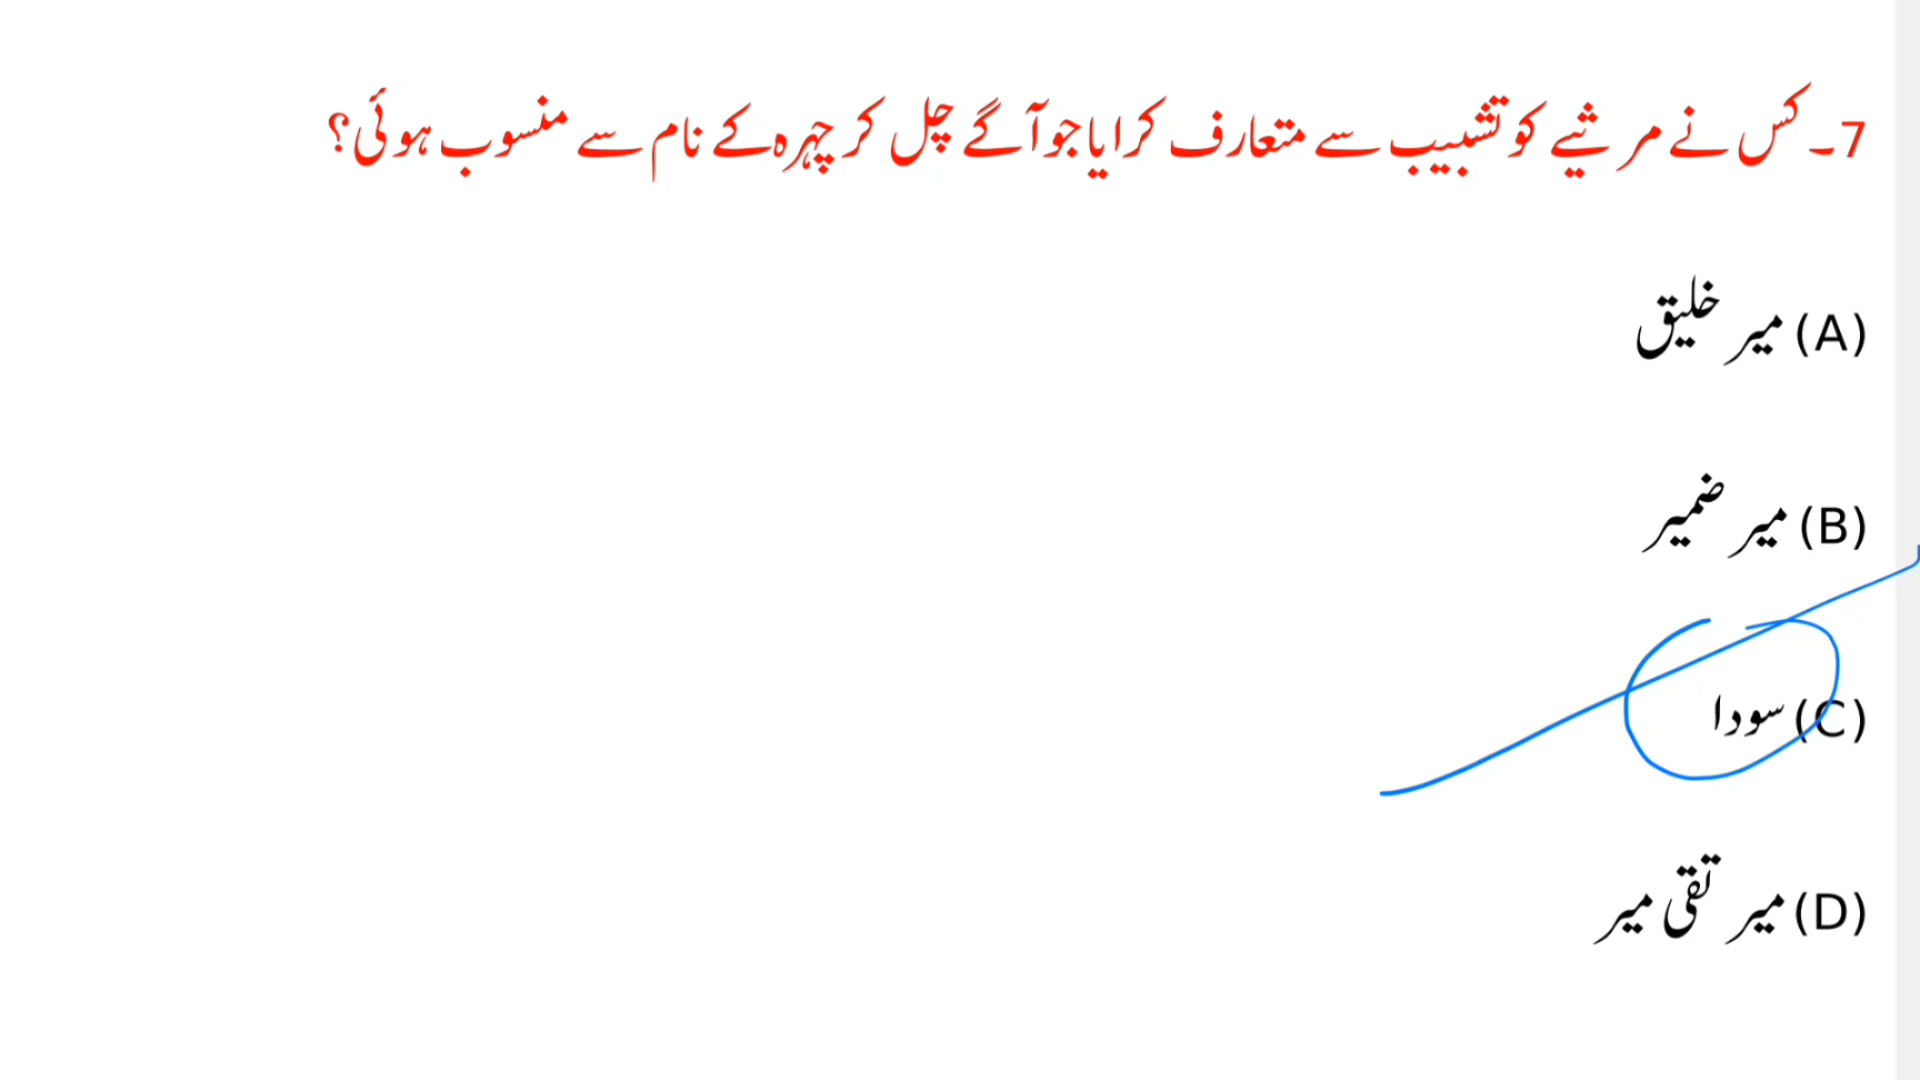 7۔ کس نے مرثیے کو تشبیب سے متعارف کرایا جو آگے چل کر چہرہ کے نام سے منسوب ہوئی؟
(A) میر خلیق
(B) میر ضمیر
(C) سودا
(D) میر تقی میر